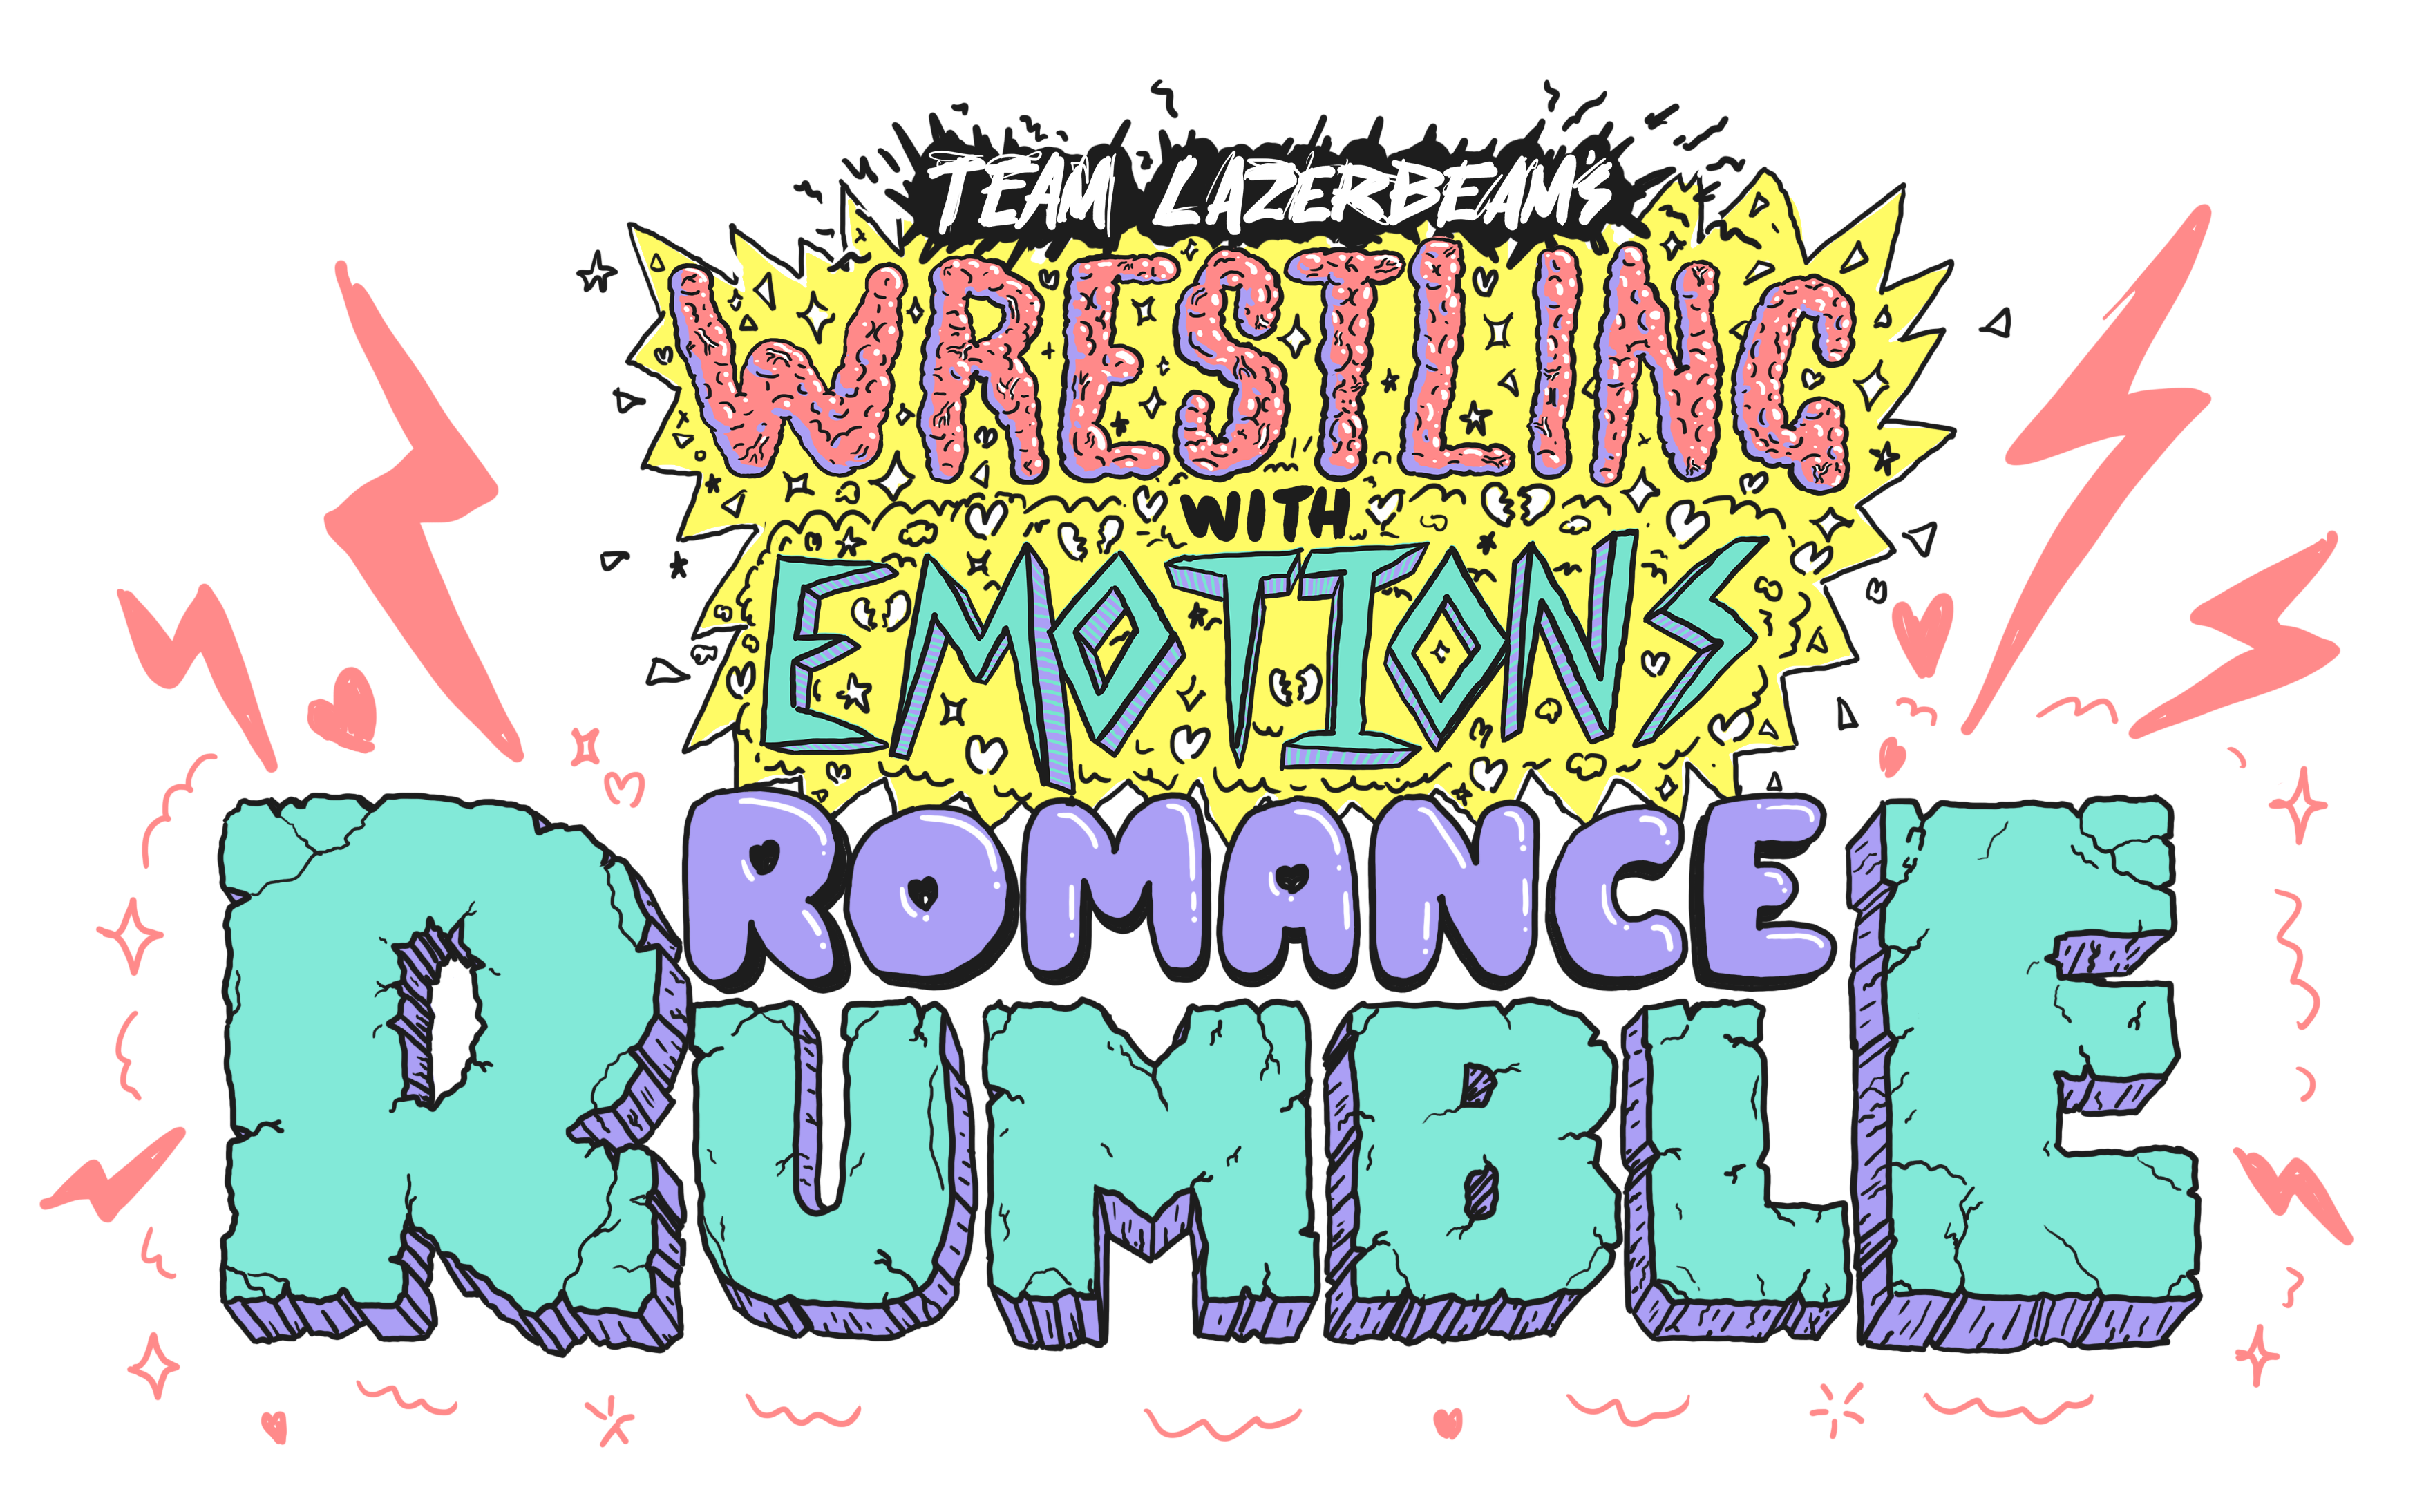 TEAM LAZERBEAM'S
WRESTLING
WITH
EMOTIONS
ROMANCE
RUMBLE